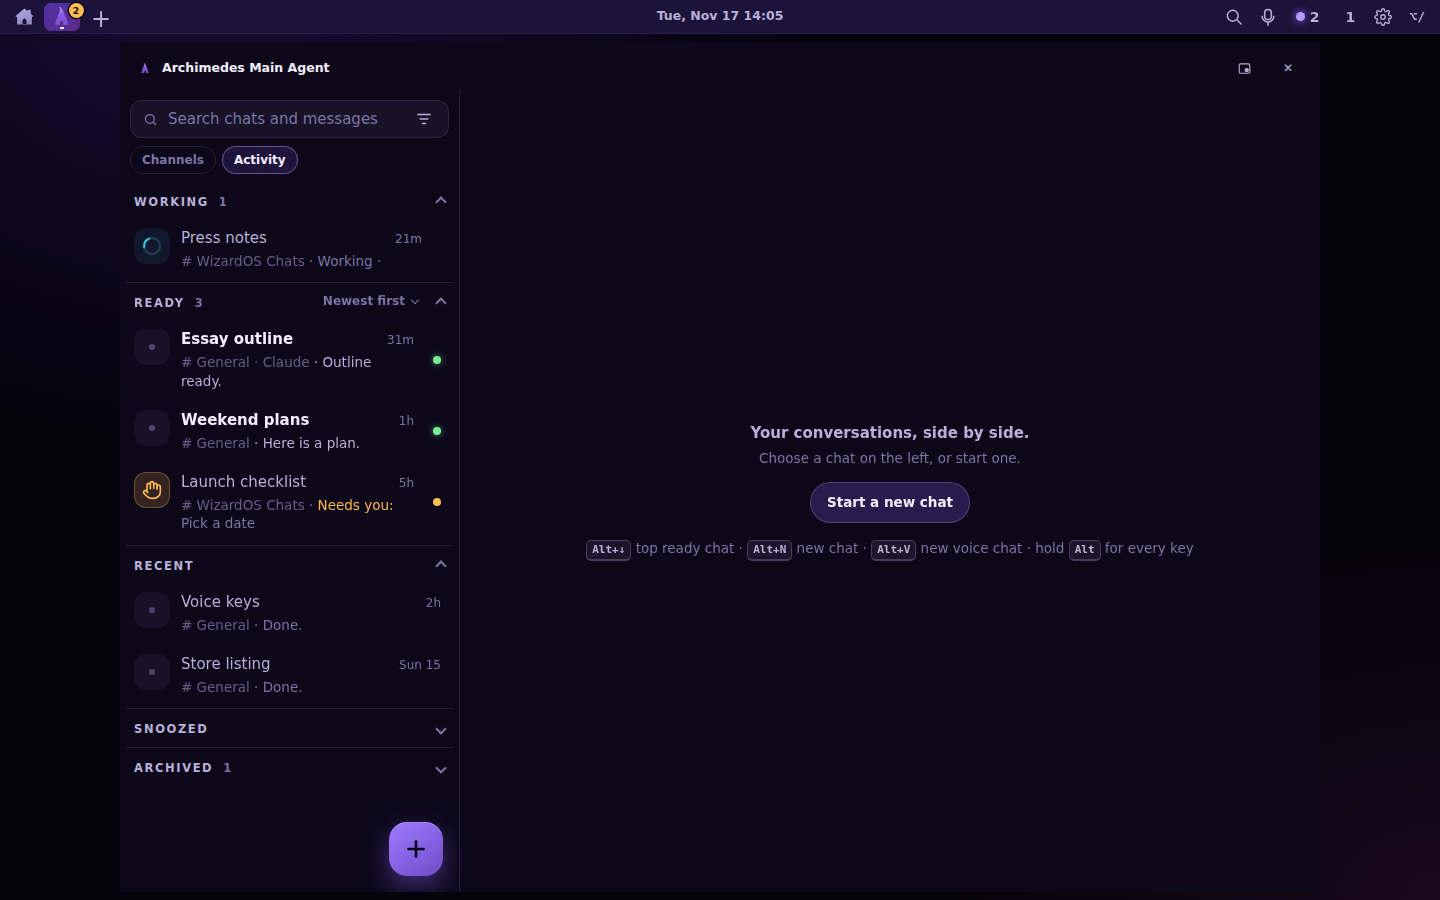 2
Tue, Nov 17 14:05
2
1
⌥/
Archimedes Main Agent
Search chats and messages
Channels
Activity
WORKING 1
Press notes 21m
# WizardOS Chats · Working ·
READY 3 Newest first
Essay outline 31m
# General · Claude · Outline
ready.
Weekend plans 1h
# General · Here is a plan.
Launch checklist 5h
# WizardOS Chats · Needs you:
Pick a date
RECENT
Voice keys 2h
# General · Done.
Store listing Sun 15
# General · Done.
SNOOZED
ARCHIVED 1
Your conversations, side by side.
Choose a chat on the left, or start one.
Start a new chat
Alt+↓ top ready chat · Alt+N new chat · Alt+V new voice chat · hold Alt for every key